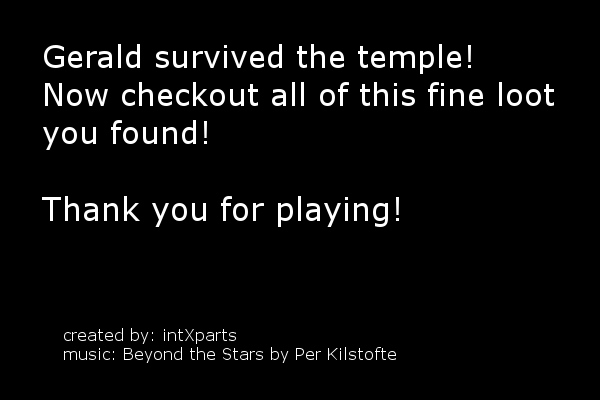 Gerald survived the temple!
Now checkout all of this fine loot
you found!
Thank you for playing!
created by: intXparts
music: Beyond the Stars by Per Kilstofte